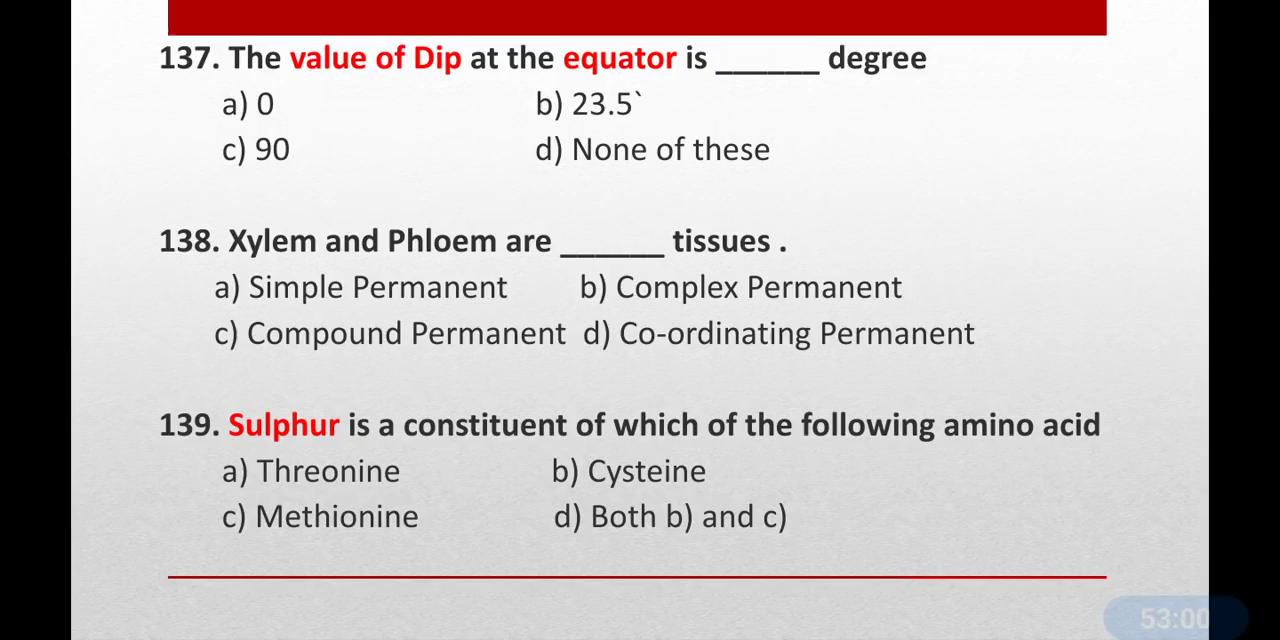 137. The value of Dip at the equator is ______ degree
a) 0 b) 23.5`
c) 90 d) None of these
138. Xylem and Phloem are ______ tissues .
a) Simple Permanent b) Complex Permanent
c) Compound Permanent d) Co-ordinating Permanent
139. Sulphur is a constituent of which of the following amino acid
a) Threonine b) Cysteine
c) Methionine d) Both b) and c)
53:00